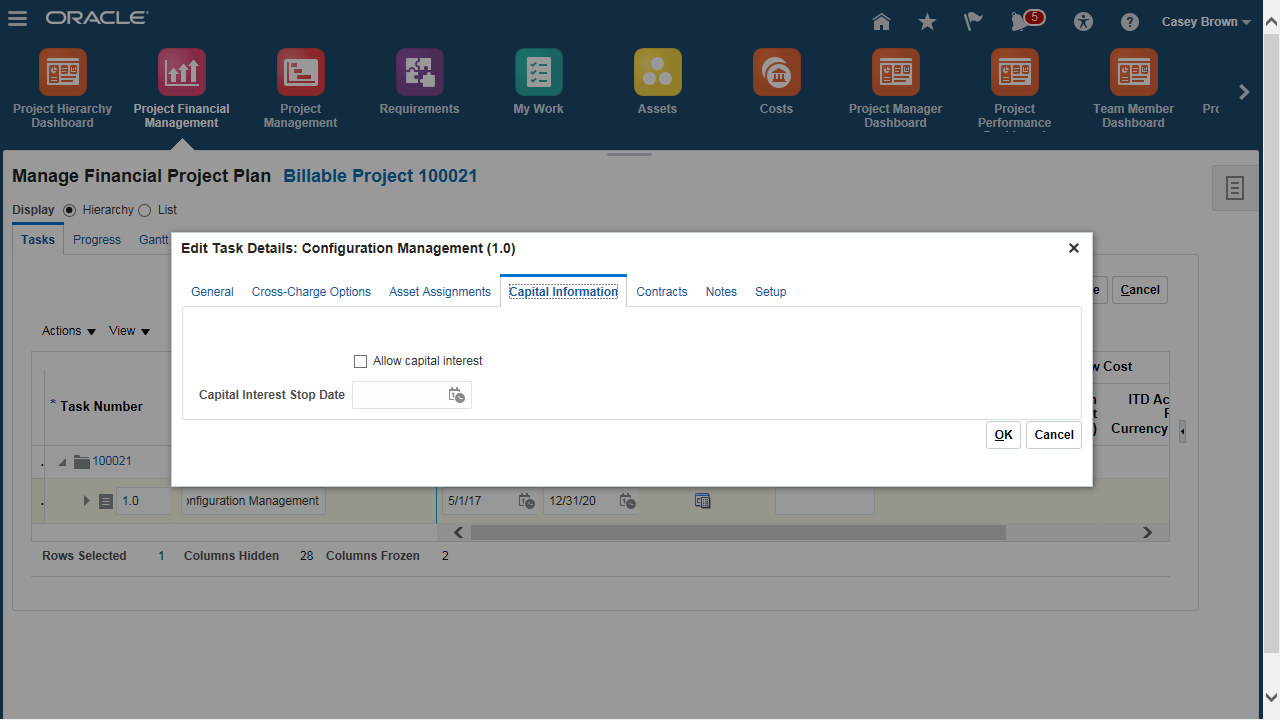 ORACLE
5
Casey Brown
Project Hierarchy
Dashboard
Project Financial
Management
Project
Management
Requirements
My Work
Assets
Costs
Project Manager
Dashboard
Project
Performance
Team Member
Dashboard
Manage Financial Project Plan Billable Project 100021
Display Hierarchy List
Tasks Progress Gantt
Edit Task Details: Configuration Management (1.0)
General Cross-Charge Options Asset Assignments Capital Information Contracts Notes Setup
Cancel
Actions View
Allow capital interest
Capital Interest Stop Date
OK Cancel
Cost
* Task Number
ITD
Currency
100021
1.0 onfiguration Management 5/1/17 12/31/20
Rows Selected 1 Columns Hidden 28 Columns Frozen 2